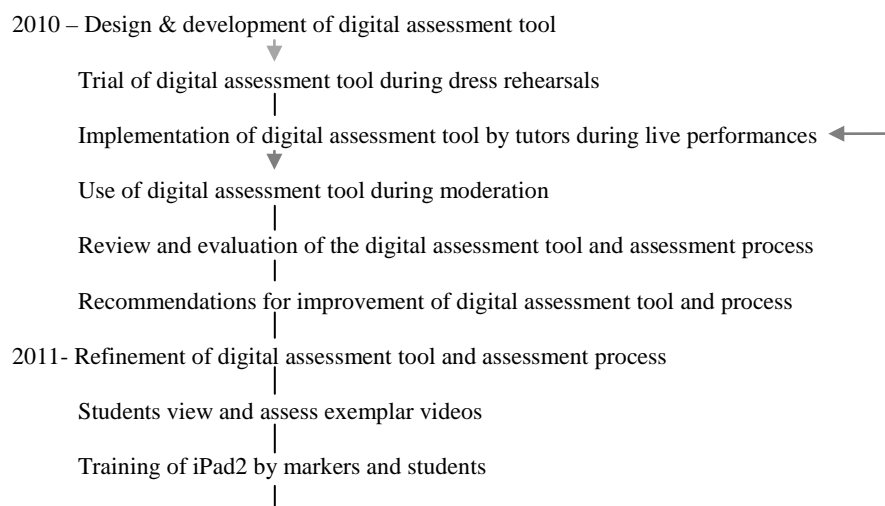 2010 – Design & development of digital assessment tool
Trial of digital assessment tool during dress rehearsals
Implementation of digital assessment tool by tutors during live performances
Use of digital assessment tool during moderation
Review and evaluation of the digital assessment tool and assessment process
Recommendations for improvement of digital assessment tool and process
2011- Refinement of digital assessment tool and assessment process
Students view and assess exemplar videos
Training of iPad2 by markers and students